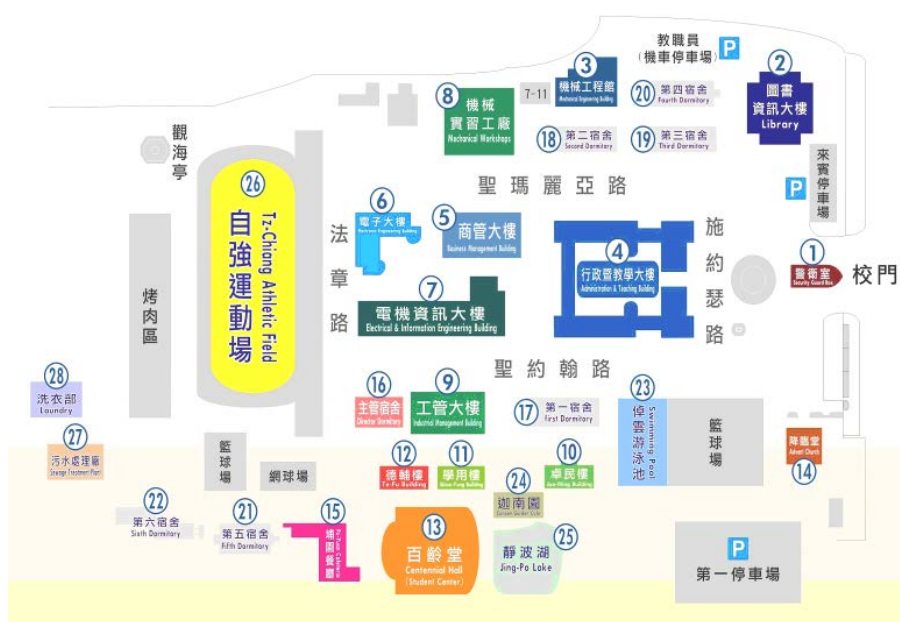 教職員
(機車停車場)
P
2
圖書
資訊大樓
Library
3
機械工程館
Mechanical Engineering Building
7-11
8
機械
實習工廠
Mechanical Workshops
20
第四宿舍
Fourth Dormitory
18
第二宿舍
Second Dormitory
19
第三宿舍
Third Dormitory
觀海亭
來賓停車場
P
聖瑪麗亞路
26
自強運動場
Tz-Chiang Athletic Field
6
電子大樓
Electronic Engineering Building
5
商管大樓
Business Management Building
4
行政暨教學大樓
Administration & Teaching Building
施約瑟路
1
警衛室
Security Guard Box
校門
法章路
7
電機資訊大樓
Electrical & Information Engineering Building
烤肉區
聖約翰路
28
洗衣部
Laundry
16
主管宿舍
Director Dormitory
9
工管大樓
Industrial Management Building
17
第一宿舍
First Dormitory
23
倬雲游泳池
Swimming Pool
籃球場
降臨堂
Advent Church
14
27
污水處理廠
Sewage Treatment Plant
籃球場
網球場
12
德輔樓
Te-Fu Building
11
學用樓
10
卓民樓
24
迦南園
22
第六宿舍
Sixth Dormitory
21
第五宿舍
Fifth Dormitory
15
埔園餐廳
13
百齡堂
Centennial Hall
(Student Center)
25
靜波湖
Jing-Po Lake
P
第一停車場